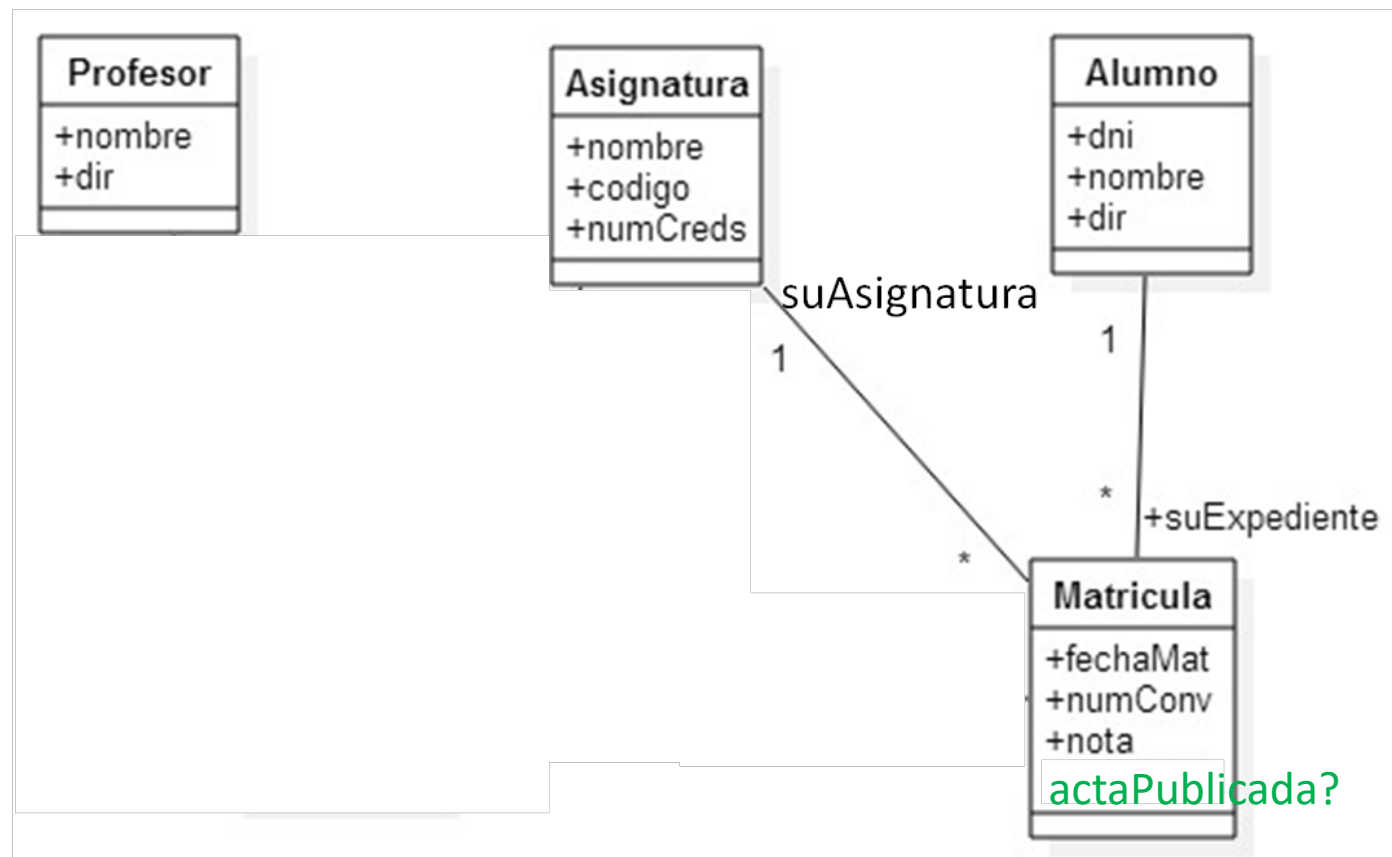 Profesor
+nombre
+dir
Asignatura
+nombre
+codigo
+numCreds
Alumno
+dni
+nombre
+dir
suAsignatura
1
1
*
+suExpediente
*
Matricula
+fechaMat
+numConv
+nota
actaPublicada?